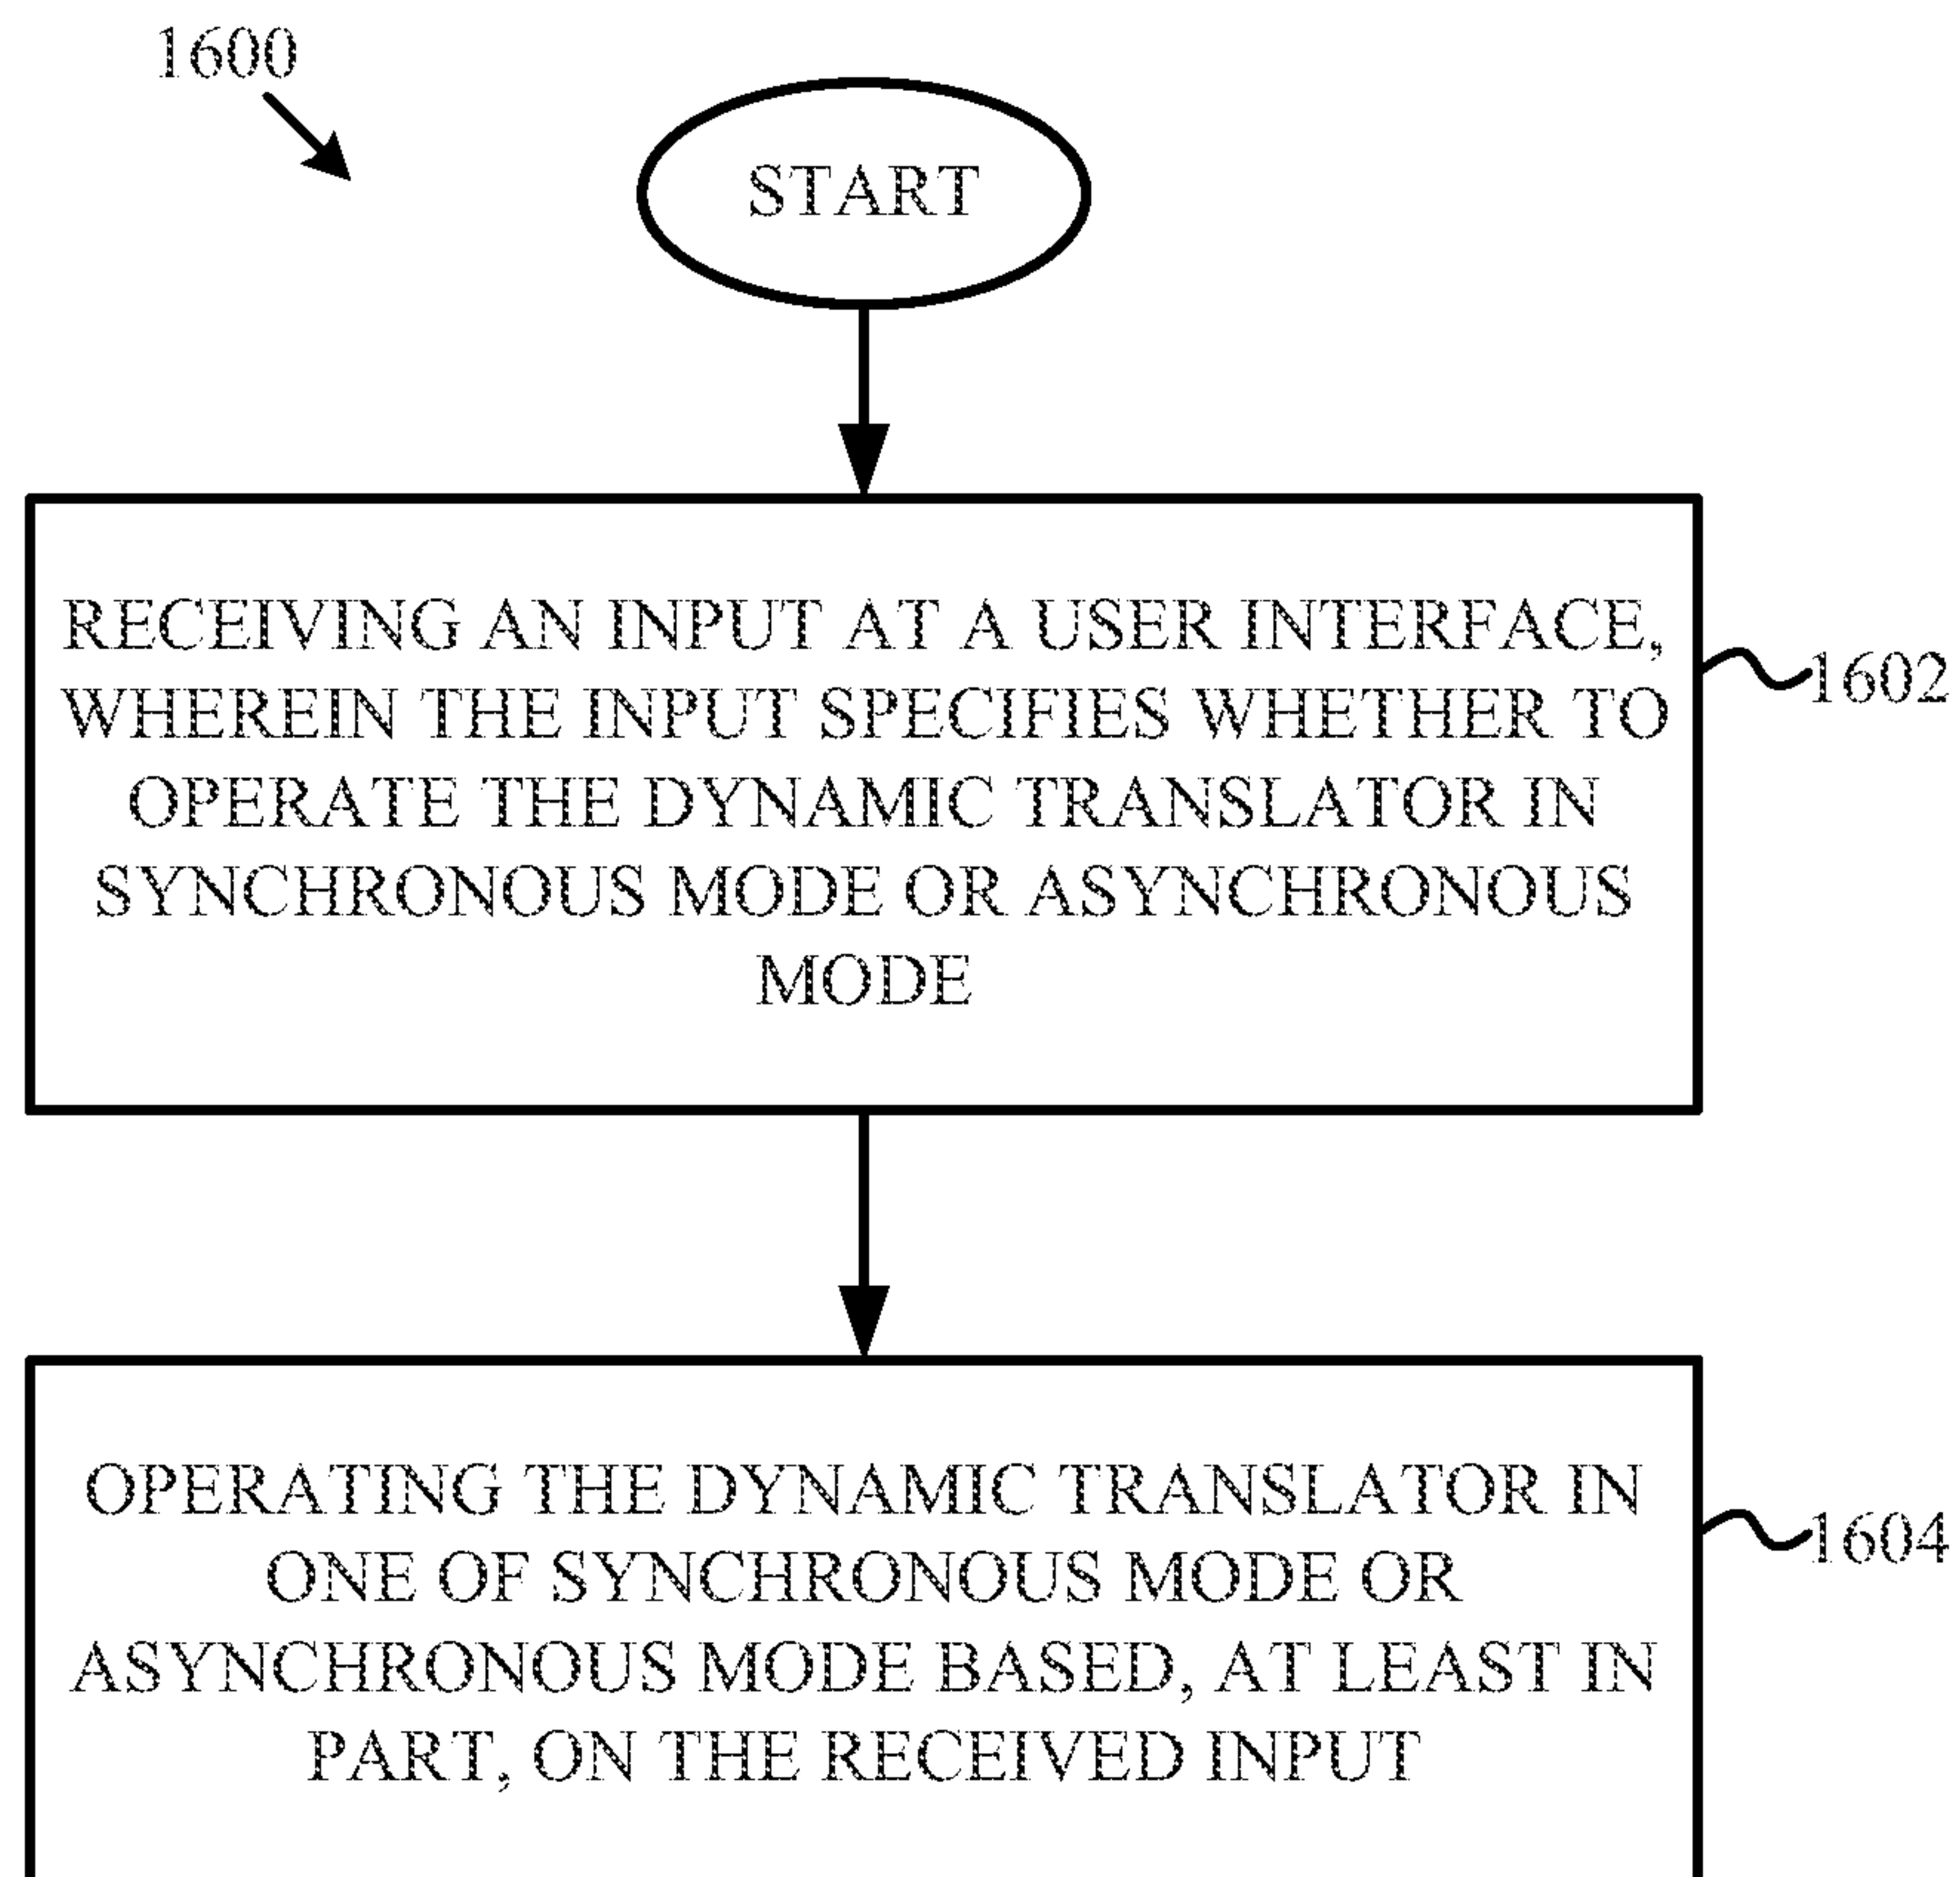 1600
START
RECEIVING AN INPUT AT A USER INTERFACE,
WHEREIN THE INPUT SPECIFIES WHETHER TO
OPERATE THE DYNAMIC TRANSLATOR IN
SYNCHRONOUS MODE OR ASYNCHRONOUS
MODE
1602
OPERATING THE DYNAMIC TRANSLATOR IN
ONE OF SYNCHRONOUS MODE OR
ASYNCHRONOUS MODE BASED, AT LEAST IN
PART, ON THE RECEIVED INPUT
1604